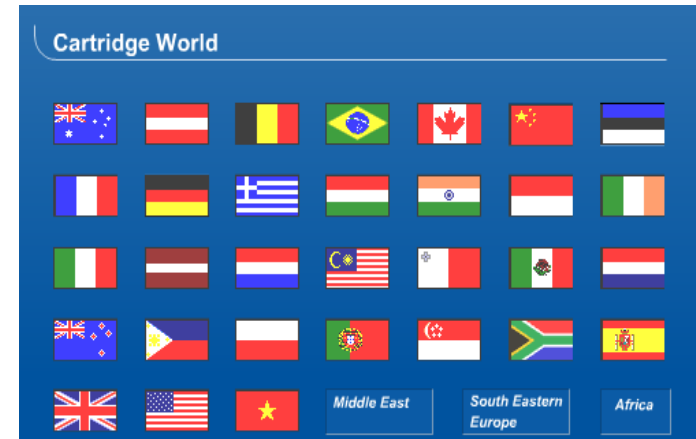 Cartridge World
Middle East
South Eastern
Europe
Africa